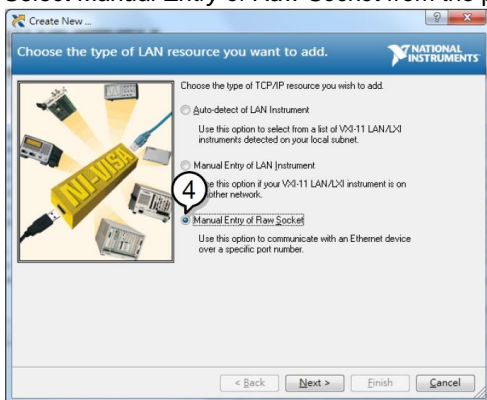 Select Manual Entry of Raw Socket from the p
Create New ...
Choose the type of LAN resource you want to add.
NATIONAL
INSTRUMENTS
Choose the type of TCP/IP resource you wish to add.
Auto-detect of LAN Instrument
Use this option to select from a list of VXI-11 LAN/LXI
instruments detected on your local subnet.
Manual Entry of LAN Instrument
this option if your VXI-11 LAN/LXI instrument is on
other network.
4
Manual Entry of Raw Socket
Use this option to communicate with an Ethernet device
over a specific port number.
NI-VISA
< Back Next > Finish Cancel